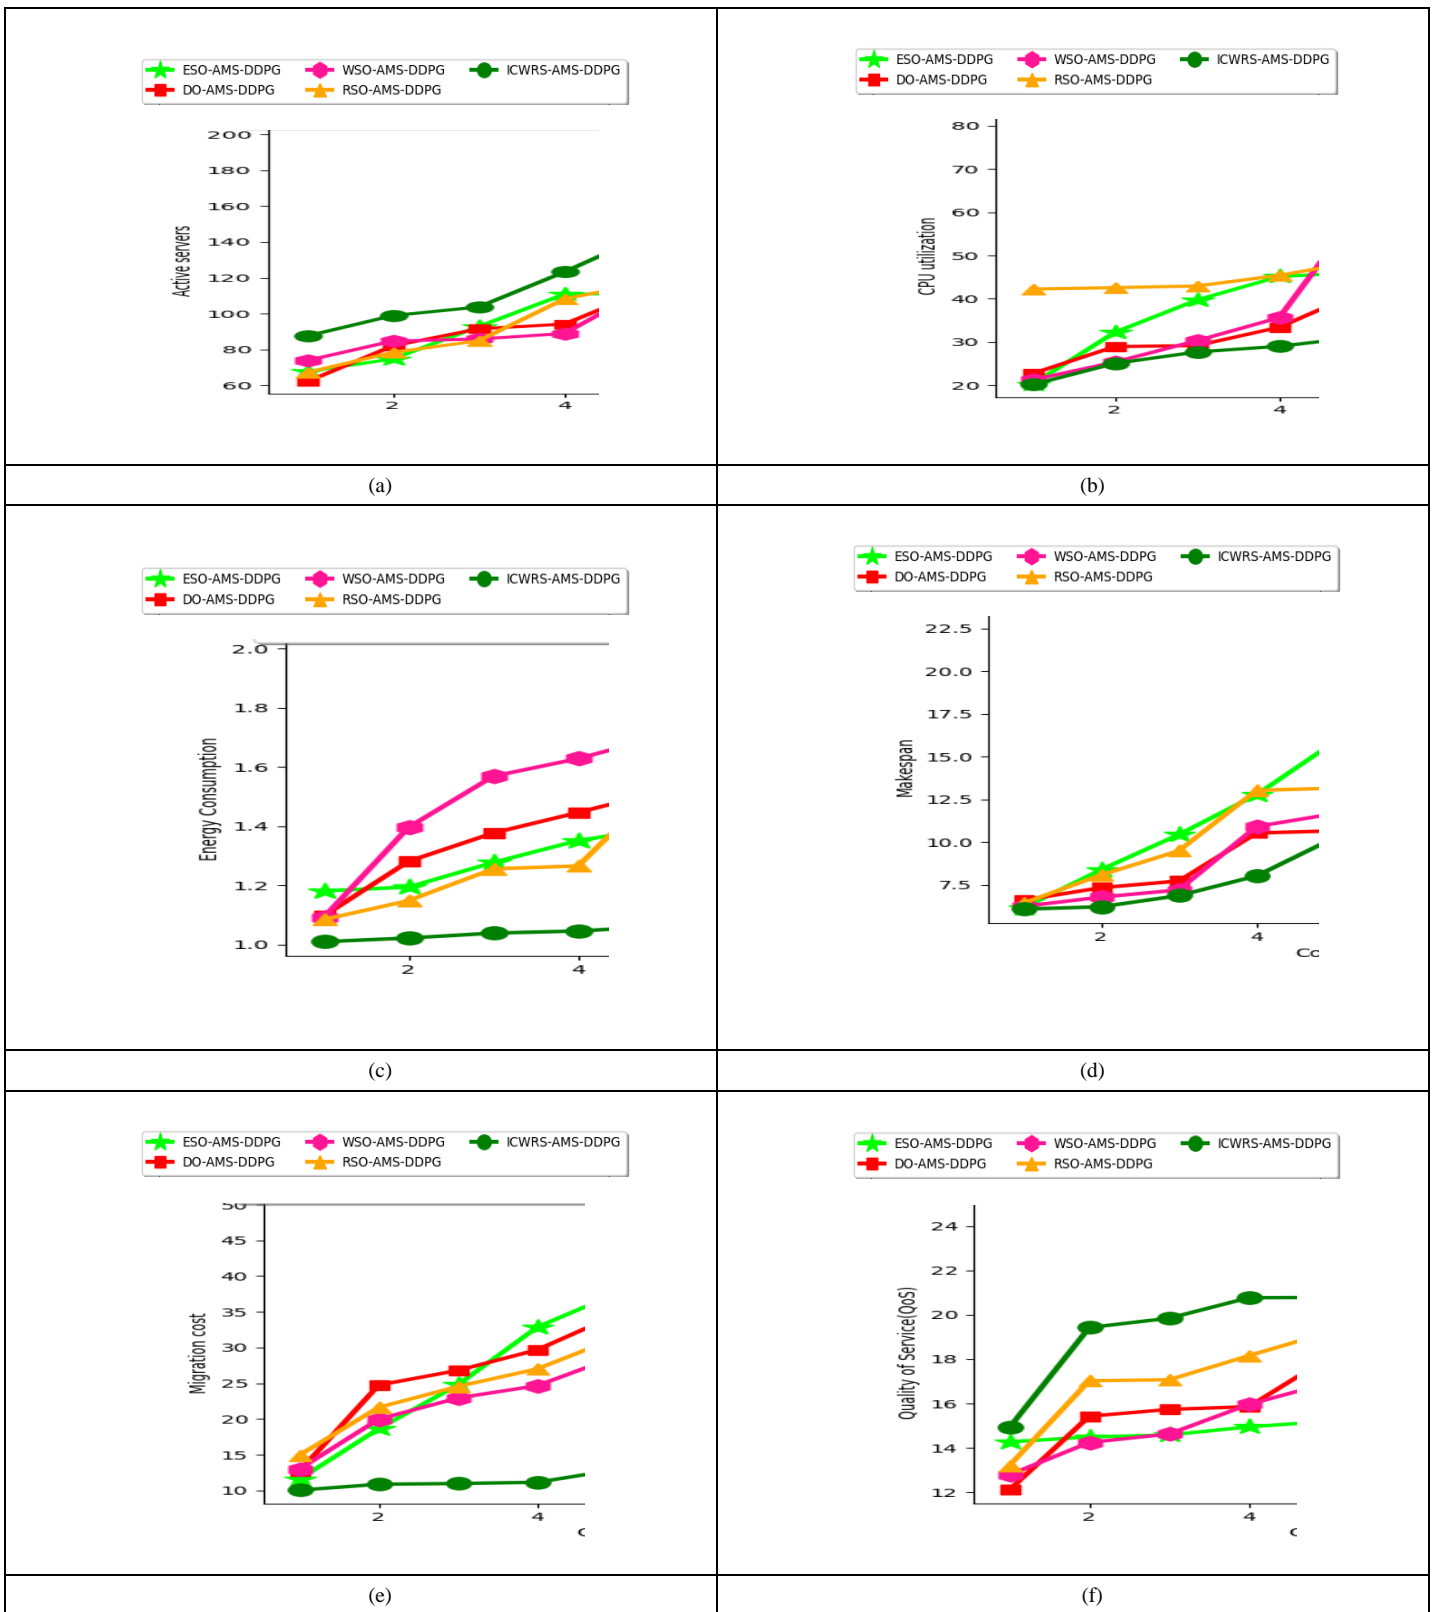 ESO-AMS-DDPG WSO-AMS-DDPG ICWRS-AMS-DDPG
DO-AMS-DDPG RSO-AMS-DDPG
Active servers
200
180
160
140
120
100
80
60
2 4
(a)
ESO-AMS-DDPG WSO-AMS-DDPG ICWRS-AMS-DDPG
DO-AMS-DDPG RSO-AMS-DDPG
CPU utilization
80
70
60
50
40
30
20
2 4
(b)
ESO-AMS-DDPG WSO-AMS-DDPG ICWRS-AMS-DDPG
DO-AMS-DDPG RSO-AMS-DDPG
Energy Consumption
2.0
1.8
1.6
1.4
1.2
1.0
2 4
(c)
ESO-AMS-DDPG WSO-AMS-DDPG ICWRS-AMS-DDPG
DO-AMS-DDPG RSO-AMS-DDPG
Makespan
22.5
20.0
17.5
15.0
12.5
10.0
7.5
2 4
Co
(d)
ESO-AMS-DDPG WSO-AMS-DDPG ICWRS-AMS-DDPG
DO-AMS-DDPG RSO-AMS-DDPG
Migration cost
50
45
40
35
30
25
20
15
10
2 4
(e)
ESO-AMS-DDPG WSO-AMS-DDPG ICWRS-AMS-DDPG
DO-AMS-DDPG RSO-AMS-DDPG
Quality of Service(QoS)
24
22
20
18
16
14
12
2 4
(f)